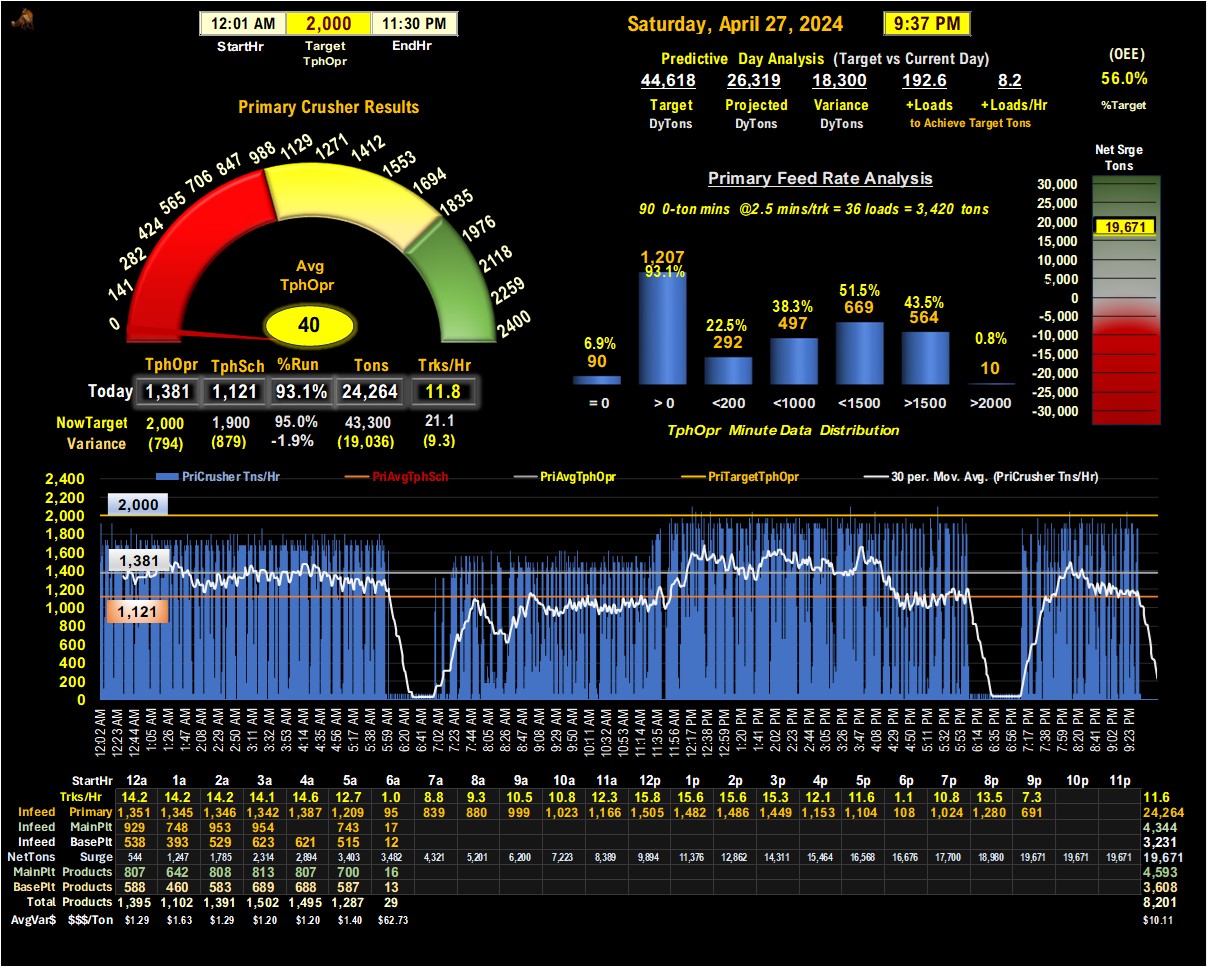 12:01 AM 2,000 11:30 PM
StartHr Target TphOpr EndHr
Saturday, April 27, 2024 9:37 PM
Predictive Day Analysis (Target vs Current Day)
44,618 26,319 18,300 192.6 8.2
Target Projected Variance +Loads +Loads/Hr
DyTons DyTons DyTons to Achieve Target Tons
(OEE)
56.0%
%Target
Primary Crusher Results
0 141 282 424 565 706 847 988 1129 1271 1412 1553 1694 1835 1976 2118 2259 2400
Avg
TphOpr
40
TphOpr TphSch %Run Tons Trks/Hr
Today 1,381 1,121 93.1% 24,264 11.8
NowTarget 2,000 1,900 95.0% 43,300 21.1
Variance (794) (879) -1.9% (19,036) (9.3)
Primary Feed Rate Analysis
90 0-ton mins @2.5 mins/trk = 36 loads = 3,420 tons
6.9% 93.1% 22.5% 38.3% 51.5% 43.5% 0.8%
90 1,207 292 497 669 564 10
= 0 > 0 <200 <1000 <1500 >1500 >2000
TphOpr Minute Data Distribution
Net Srge
Tons
30,000
25,000
20,000
19,671
15,000
10,000
5,000
0
-5,000
-10,000
-15,000
-20,000
-25,000
-30,000
PriCrusher Tns/Hr PriAvgTphSch PriAvgTphOpr PriTargetTphOpr 30 per. Mov. Avg. (PriCrusher Tns/Hr)
2,400
2,200
2,000
1,800
1,600
1,400
1,200
1,000
800
600
400
200
0
2,000
1,381
1,121
12:02 AM 12:23 AM 12:44 AM 1:05 AM 1:26 AM 1:47 AM 2:08 AM 2:29 AM 2:50 AM 3:11 AM 3:32 AM 3:53 AM 4:14 AM 4:35 AM 4:56 AM 5:17 AM 5:38 AM 5:59 AM 6:20 AM 6:41 AM 7:02 AM 7:23 AM 7:44 AM 8:05 AM 8:26 AM 8:47 AM 9:08 AM 9:29 AM 9:50 AM 10:11 AM 10:32 AM 10:53 AM 11:14 AM 11:35 AM 11:56 AM 12:17 PM 12:38 PM 12:59 PM 1:20 PM 1:41 PM 2:02 PM 2:23 PM 2:44 PM 3:05 PM 3:26 PM 3:47 PM 4:08 PM 4:29 PM 4:50 PM 5:11 PM 5:32 PM 5:53 PM 6:14 PM 6:35 PM 6:56 PM 7:17 PM 7:38 PM 7:59 PM 8:20 PM 8:41 PM 9:02 PM 9:23 PM
StartHr 12a 1a 2a 3a 4a 5a 6a 7a 8a 9a 10a 11a 12p 1p 2p 3p 4p 5p 6p 7p 8p 9p 10p 11p
Trks/Hr 14.2 14.2 14.2 14.1 14.6 12.7 1.0 8.8 9.3 10.5 10.8 12.3 15.8 15.6 15.6 15.3 12.1 11.6 1.1 10.8 13.5 7.3 11.6
Infeed Primary 1,351 1,345 1,346 1,342 1,387 1,209 95 839 880 999 1,023 1,166 1,505 1,482 1,486 1,449 1,153 1,104 108 1,024 1,280 691 24,264
Infeed MainPlt 929 748 953 954 743 17 4,344
Infeed BasePlt 538 393 529 623 621 515 12 3,231
NetTons Surge 544 1,247 1,785 2,314 2,894 3,403 3,482 4,321 5,201 6,200 7,223 8,389 9,894 11,376 12,862 14,311 15,464 16,568 16,676 17,700 18,980 19,671 19,671 19,671 19,671
MainPlt Products 807 642 808 813 807 700 16 4,593
BasePlt Products 588 460 583 689 688 587 13 3,608
Total Products 1,395 1,102 1,391 1,502 1,495 1,287 29 8,201
AvgVar$ $$$/Ton $1.29 $1.63 $1.29 $1.20 $1.20 $1.40 $62.73 $10.11